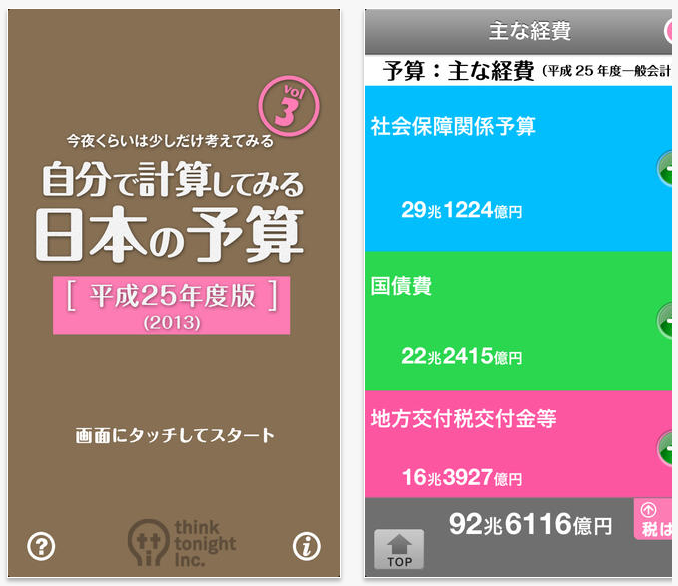 vol
3
今夜くらいは少しだけ考えてみる
自分で計算してみる
日本の予算
[ 平成25年度版 ]
(2013)
画面にタッチしてスタート
?
think
tonight
Inc.
i
主な経費
予算：主な経費 (平成 25 年度一般会計
社会保障関係予算
29兆1224億円
国債費
22兆2415億円
地方交付税交付金等
16兆3927億円
92兆6116億円
TOP
税は